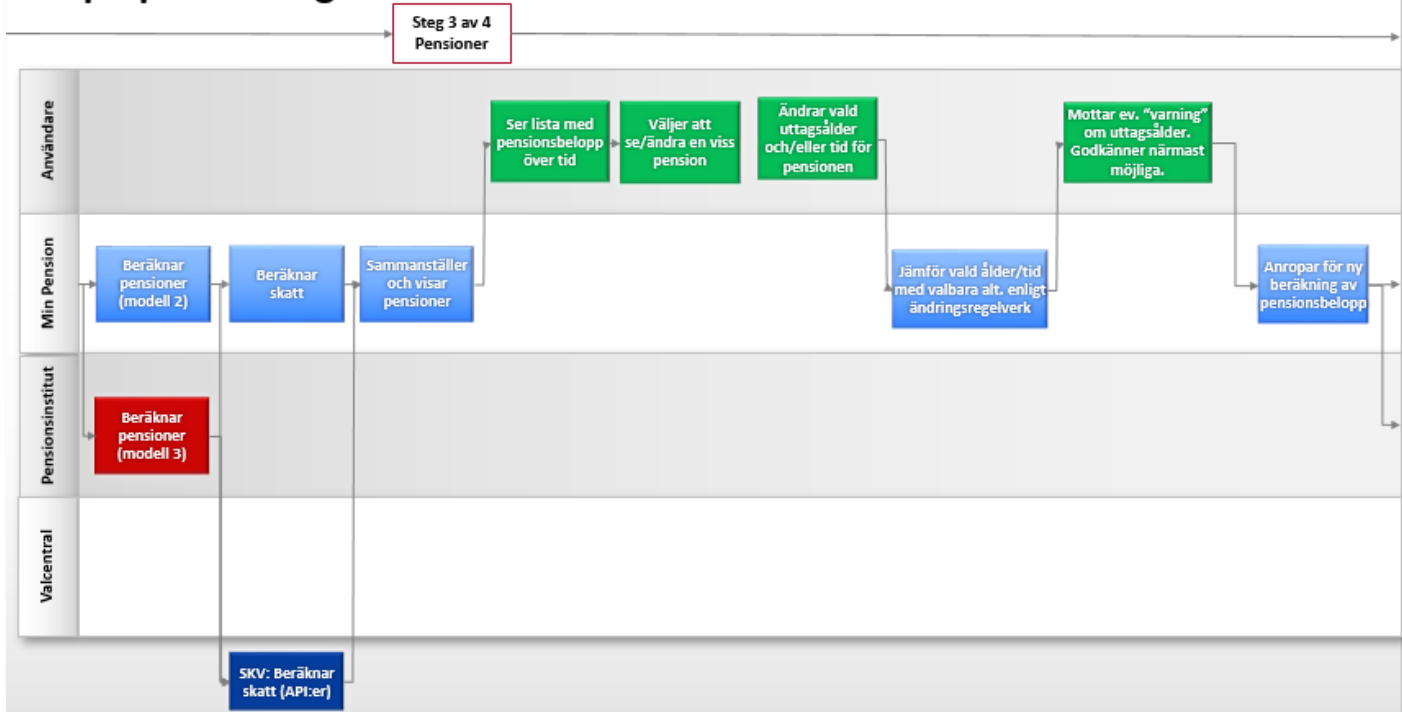 Steg 3 av 4
Pensioner
Användare
Ser lista med
pensionsbelopp
över tid
Väljer att
se/ändra en viss
pension
Ändrar vald
uttagsålder
och/eller tid för
pensionen
Mottar ev. “varning”
om uttagsålder.
Godkänner närmast
möjliga.
Min Pension
Beräknar
pensioner
(modell 2)
Beräknar
skatt
Sammanställer
och visar
pensioner
Jämför vald ålder/tid
med valbara alt. enligt
ändringsregelverk
Anropar för ny
beräkning av
pensionsbelopp
Pensionsinstitut
Beräknar
pensioner
(modell 3)
Valcentral
SKV: Beräknar
skatt (API:er)